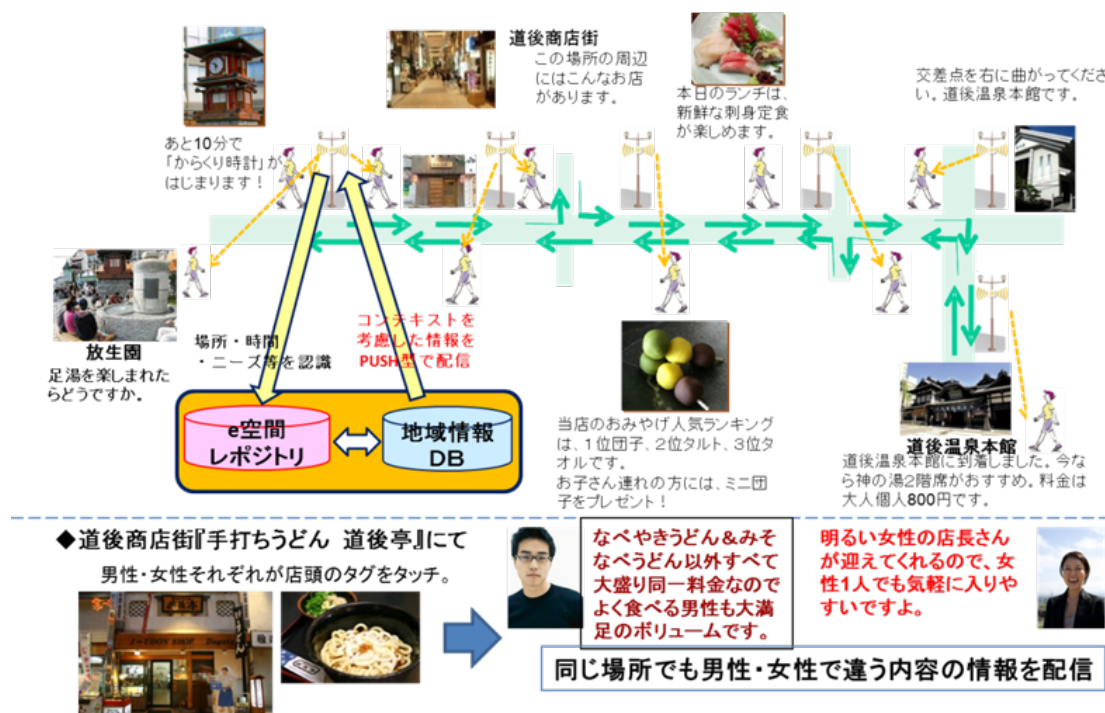 道後商店街
この場所の周辺
にはこんなお店
があります。
本日のランチは、
新鮮な刺身定食
が楽しめます。
交差点を右に曲がってくださ
い。道後温泉本館です。
あと10分で
「からくり時計」が
はじまります！
放生園
足湯を楽しまれた
らどうですか。
場所・時間
・ニーズ等を認識
コンテキストを
考慮した情報を
PUSH型で配信
e空間
レポジトリ
地域情報
DB
当店のおみやげ人気ランキング
は、1位団子、2位タルト、3位タ
オルです。
お子さん連れの方には、ミニ団
子をプレゼント！
道後温泉本館
道後温泉本館に到着しました。今な
ら神の湯2階席がおすすめ。料金は
大人個人800円です。
◆道後商店街『手打ちうどん 道後亭』にて
男性・女性それぞれが店頭のタグをタッチ。
なべやきうどん＆みそ
なべうどん以外すべて
大盛り同一料金なので
よく食べる男性も大満
足のボリュームです。
明るい女性の店長さん
が迎えてくれるので、女
性1人でも気軽に入りや
すいですよ。
同じ場所でも男性・女性で違う内容の情報を配信